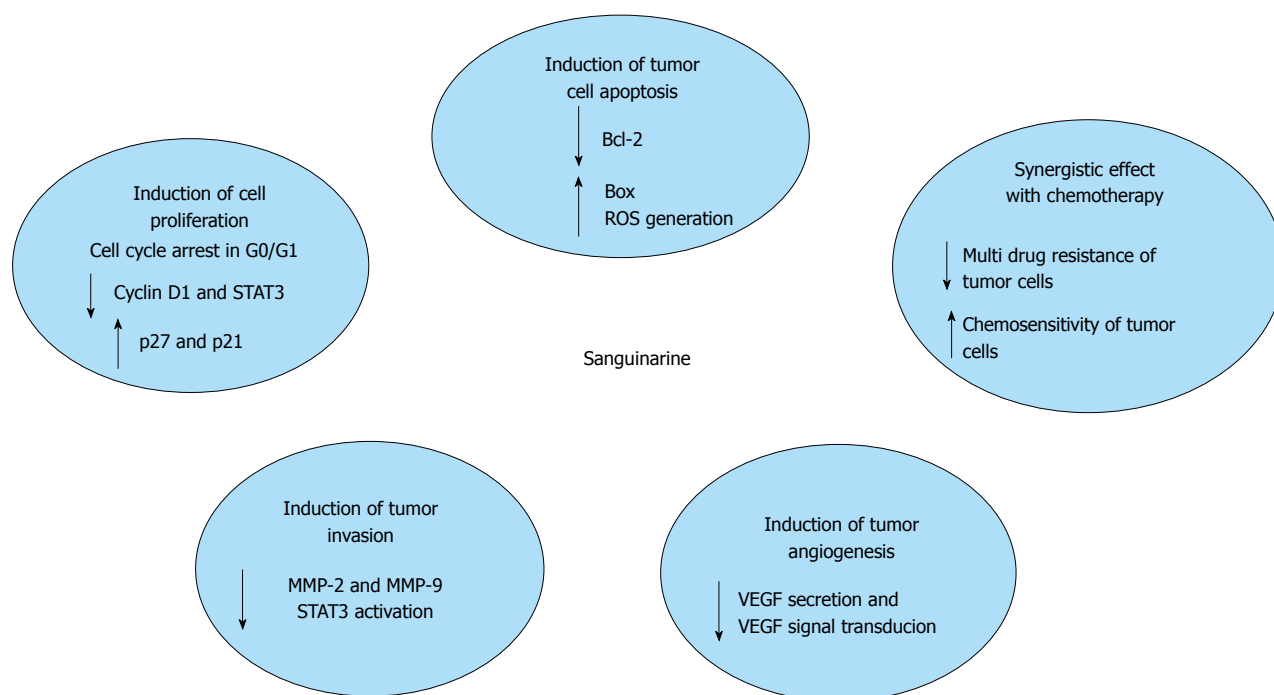 Induction of tumor
cell apoptosis
Bcl-2
Box
ROS generation
Induction of cell
proliferation
Cell cycle arrest in G0/G1
Cyclin D1 and STAT3
p27 and p21
Synergistic effect
with chemotherapy
Multi drug resistance of
tumor cells
Chemosensitivity of tumor
cells
Sanguinarine
Induction of tumor
invasion
MMP-2 and MMP-9
STAT3 activation
Induction of tumor
angiogenesis
VEGF secretion and
VEGF signal transducion